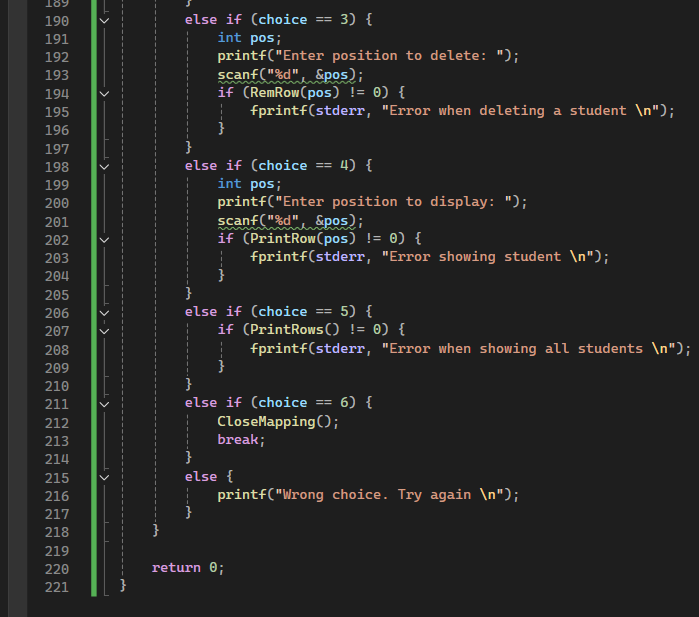 189 }
190 else if (choice == 3) {
191 int pos;
192 printf("Enter position to delete: ");
193 scanf("%d", &pos);
194 if (RemRow(pos) != 0) {
195 fprintf(stderr, "Error when deleting a student \n");
196 }
197 }
198 else if (choice == 4) {
199 int pos;
200 printf("Enter position to display: ");
201 scanf("%d", &pos);
202 if (PrintRow(pos) != 0) {
203 fprintf(stderr, "Error showing student \n");
204 }
205 }
206 else if (choice == 5) {
207 if (PrintRows() != 0) {
208 fprintf(stderr, "Error when showing all students \n");
209 }
210 }
211 else if (choice == 6) {
212 CloseMapping();
213 break;
214 }
215 else {
216 printf("Wrong choice. Try again \n");
217 }
218 }
219
220 return 0;
221 }